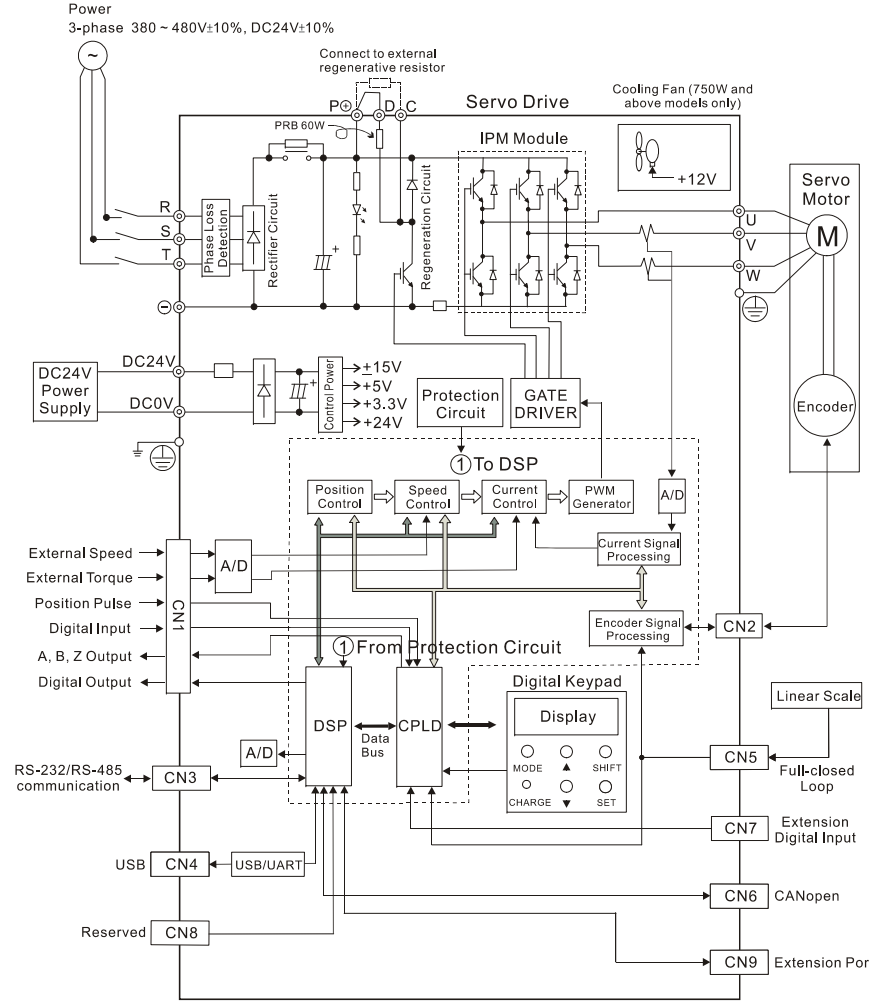 Power
3-phase 380 ~ 480V±10%, DC24V±10%
~
Connect to external
regenerative resistor
Cooling Fan (750W and
above models only)
P⊕ D C
Servo Drive
PRB 60W
IPM Module
+12V
Servo
Motor
R
S
T
Phase Loss
Detection
Rectifier Circuit
+
Regeneration Circuit
U
V
W
M
⊖
DC24V
Power
Supply
DC24V
DC0V
+
Control Power
±15V
+5V
+3.3V
+24V
Protection
Circuit
GATE
DRIVER
Encoder
1 To DSP
Position
Control
Speed
Control
Current
Control
PWM
Generator
A/D
External Speed
External Torque
Position Pulse
Digital Input
A, B, Z Output
Digital Output
CN1
A/D
Current Signal
Processing
Encoder Signal
Processing
CN2
1 From Protection Circuit
DSP
Data
Bus
CPLD
A/D
Digital Keypad
Display
MODE
▲
SHIFT
CHARGE
▼
SET
Linear Scale
CN5
Full-closed
Loop
RS-232/RS-485
communication
CN3
CN7
Extension
Digital Input
USB
CN4
USB/UART
CN6
CANopen
Reserved
CN8
CN9
Extension Por